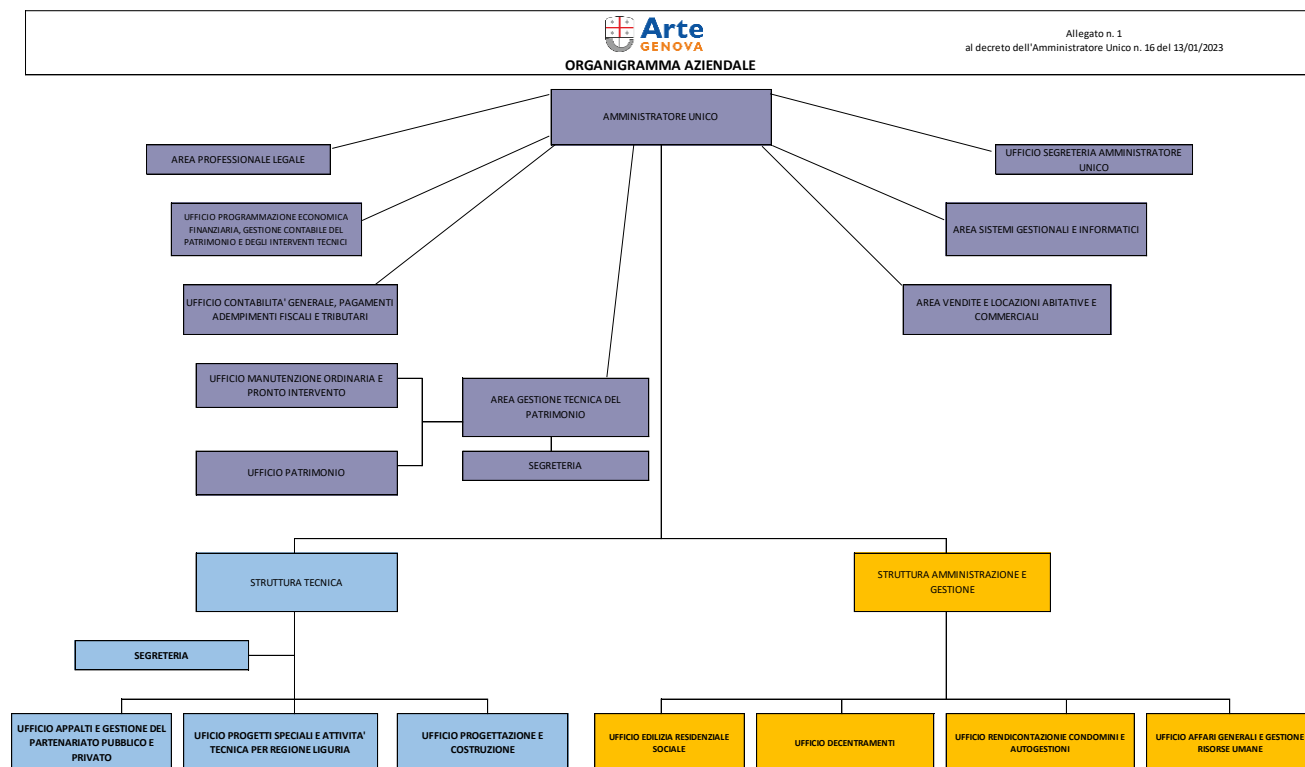 Arte
GENOVA
Allegato n. 1
al decreto dell'Amministratore Unico n. 16 del 13/01/2023
ORGANIGRAMMA AZIENDALE
AMMINISTRATORE UNICO
AREA PROFESSIONALE LEGALE
UFFICIO SEGRETERIA AMMINISTRATORE
UNICO
UFFICIO PROGRAMMAZIONE ECONOMICA
FINANZIARIA, GESTIONE CONTABILE DEL
PATRIMONIO E DEGLI INTERVENTI TECNICI
AREA SISTEMI GESTIONALI E INFORMATICI
UFFICIO CONTABILITA' GENERALE, PAGAMENTI
ADEMPIMENTI FISCALI E TRIBUTARI
AREA VENDITE E LOCAZIONI ABITATIVE E
COMMERCIALI
UFFICIO MANUTENZIONE ORDINARIA E
PRONTO INTERVENTO
AREA GESTIONE TECNICA DEL
PATRIMONIO
UFFICIO PATRIMONIO
SEGRETERIA
STRUTTURA TECNICA
STRUTTURA AMMINISTRAZIONE E
GESTIONE
SEGRETERIA
UFFICIO APPALTI E GESTIONE DEL
PARTENARIATO PUBBLICO E
PRIVATO
UFICIO PROGETTI SPECIALI E ATTIVITA'
TECNICA PER REGIONE LIGURIA
UFFICIO PROGETTAZIONE E
COSTRUZIONE
UFFICIO EDILIZIA RESIDENZIALE
SOCIALE
UFFICIO DECENTRAMENTI
UFFICIO RENDICONTAZIONIE CONDOMINI E
AUTOGESTIONI
UFFICIO AFFARI GENERALI E GESTIONE
RISORSE UMANE